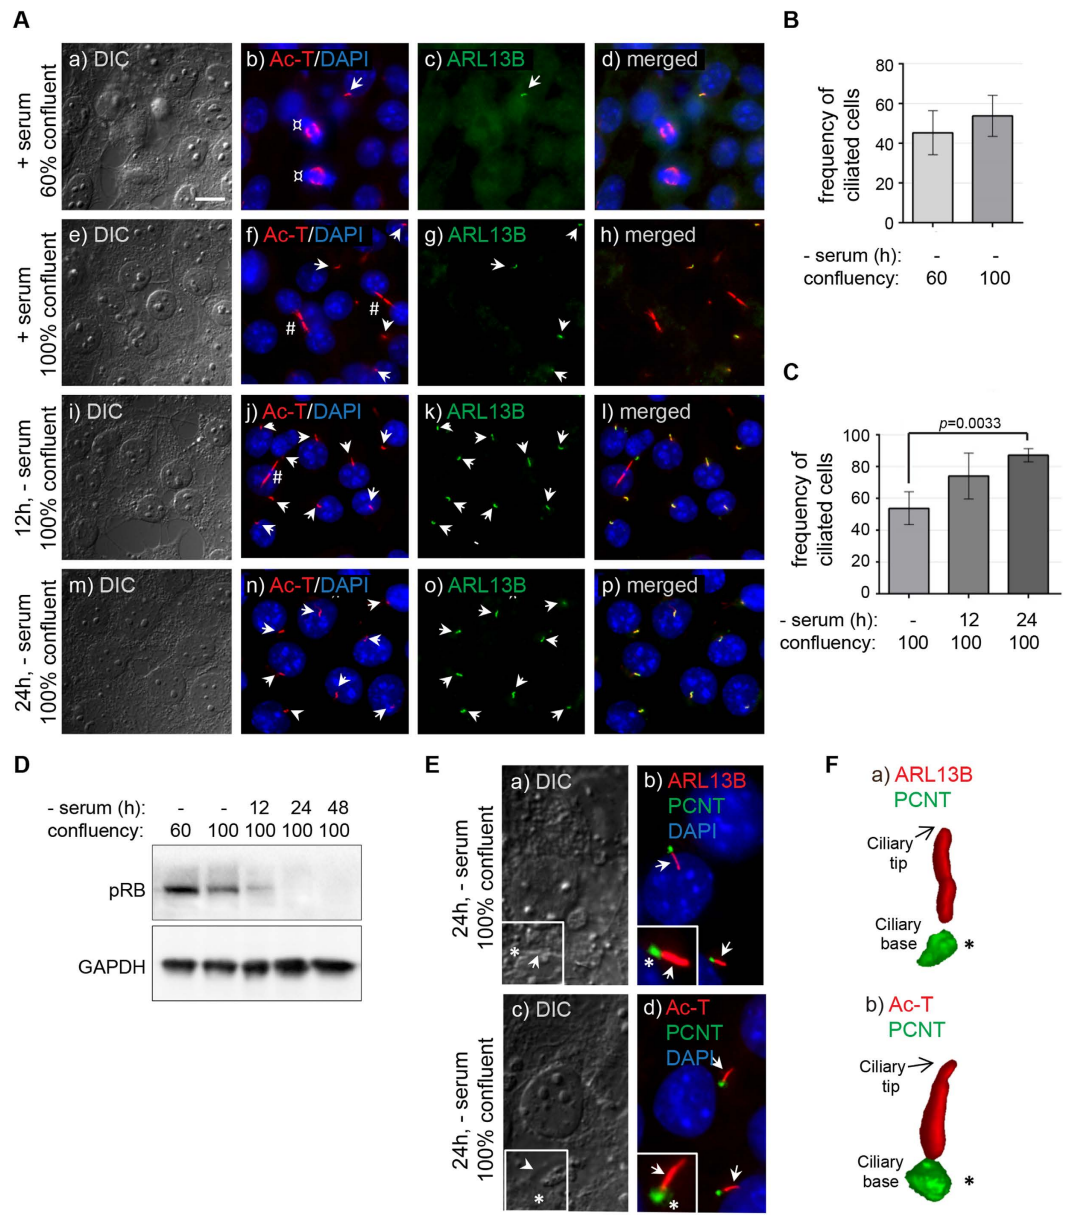 A
+ serum
60% confluent
a) DIC
b) Ac-T/DAPI
c) ARL13B
d) merged
¤
¤
+ serum
100% confluent
e) DIC
f) Ac-T/DAPI
g) ARL13B
h) merged
#
#
12h, - serum
100% confluent
i) DIC
j) Ac-T/DAPI
k) ARL13B
l) merged
#
24h, - serum
100% confluent
m) DIC
n) Ac-T/DAPI
o) ARL13B
p) merged
B
frequency of
ciliated cells
80
60
40
20
0
- serum (h): - -
confluency: 60 100
C
frequency of
ciliated cells
p=0.0033
100
80
60
40
20
0
- serum (h): - 12 24
confluency: 100 100 100
D
- serum (h): - - 12 24 48
confluency: 60 100 100 100 100
pRB
GAPDH
E
24h, - serum
100% confluent
a) DIC
*
b) ARL13B
PCNT
DAPI
*
24h, - serum
100% confluent
c) DIC
*
d) Ac-T
PCNT
DAPI
*
F
a) ARL13B
PCNT
Ciliary
tip
Ciliary
base
*
b) Ac-T
PCNT
Ciliary
tip
Ciliary
base
*